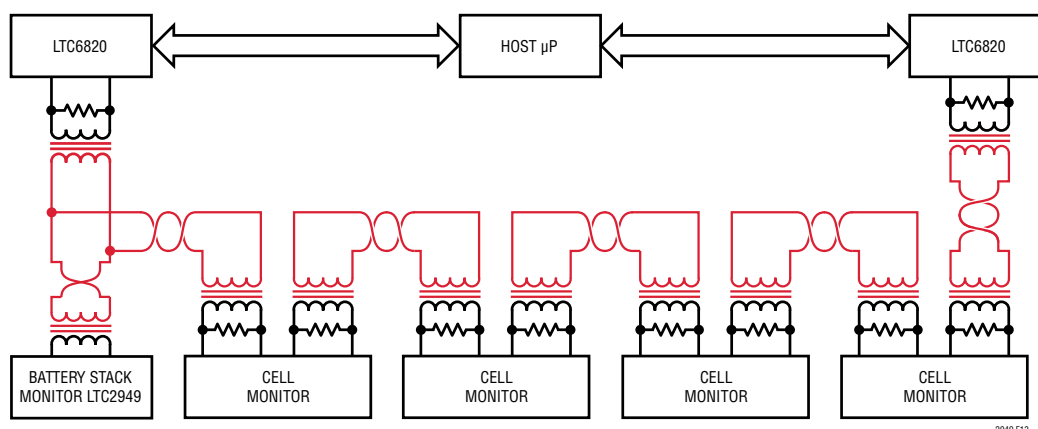 LTC6820
HOST µP
LTC6820
BATTERY STACK
MONITOR LTC2949
CELL
MONITOR
CELL
MONITOR
CELL
MONITOR
CELL
MONITOR